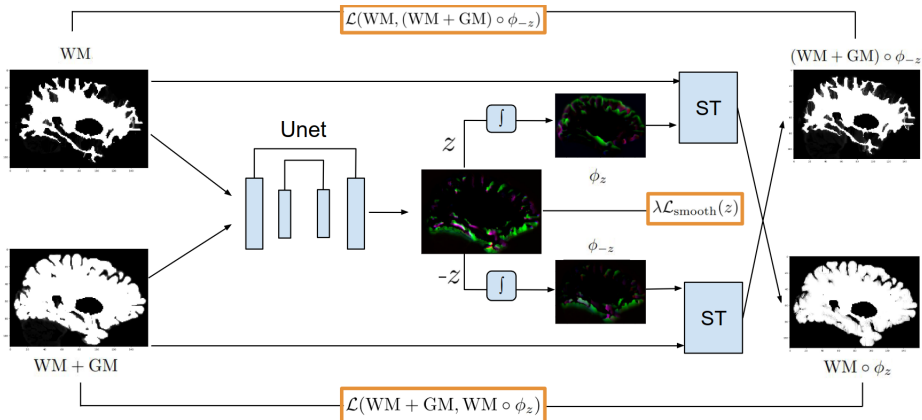 ℒ(WM, (WM + GM) ∘ ϕ₋z)
WM
(WM + GM) ∘ ϕ₋z
Unet
z
∫
ST
ϕz
λℒsmooth(z)
ϕ₋z
-z
∫
ST
WM + GM
WM ∘ ϕz
ℒ(WM + GM, WM ∘ ϕz)